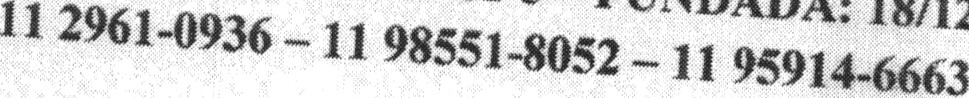 FUNDADA: 18/12
11 2961-0936 – 11 98551-8052 – 11 95914-6663